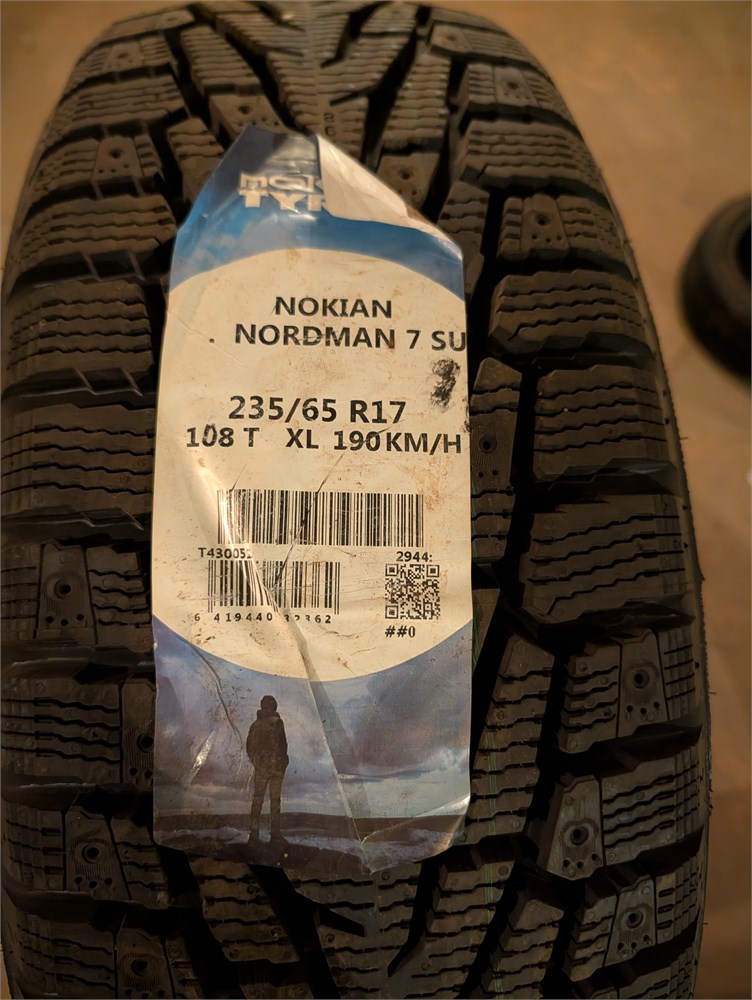 NOKIAN
. NORDMAN 7 SU
235/65 R17
108 T XL 190 KM/H
T43005
2944:
6 419440 32362
##0